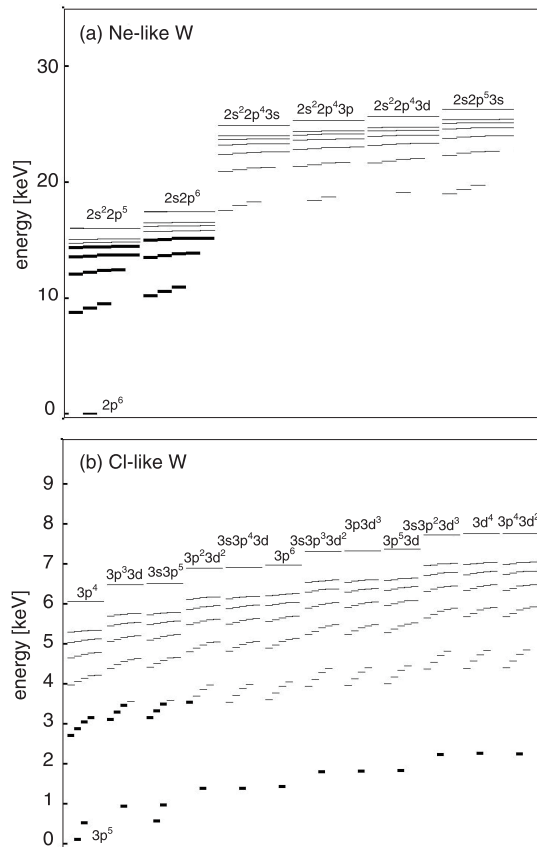 (a) Ne-like W
30
20
10
0
energy [keV]
2s²2p⁴3s 2s²2p⁴3p 2s²2p⁴3d 2s2p⁵3s
2s²2p⁵ 2s2p⁶
2p⁶
(b) Cl-like W
9
8
7
6
5
4
3
2
1
0
energy [keV]
3s3p²3d³ 3d⁴ 3p⁴3d²
3s3p³3d² 3p3d³ 3p⁵3d
3s3p⁴3d 3p⁶
3p²3d²
3p³3d 3s3p⁵
3p⁴
3p⁵